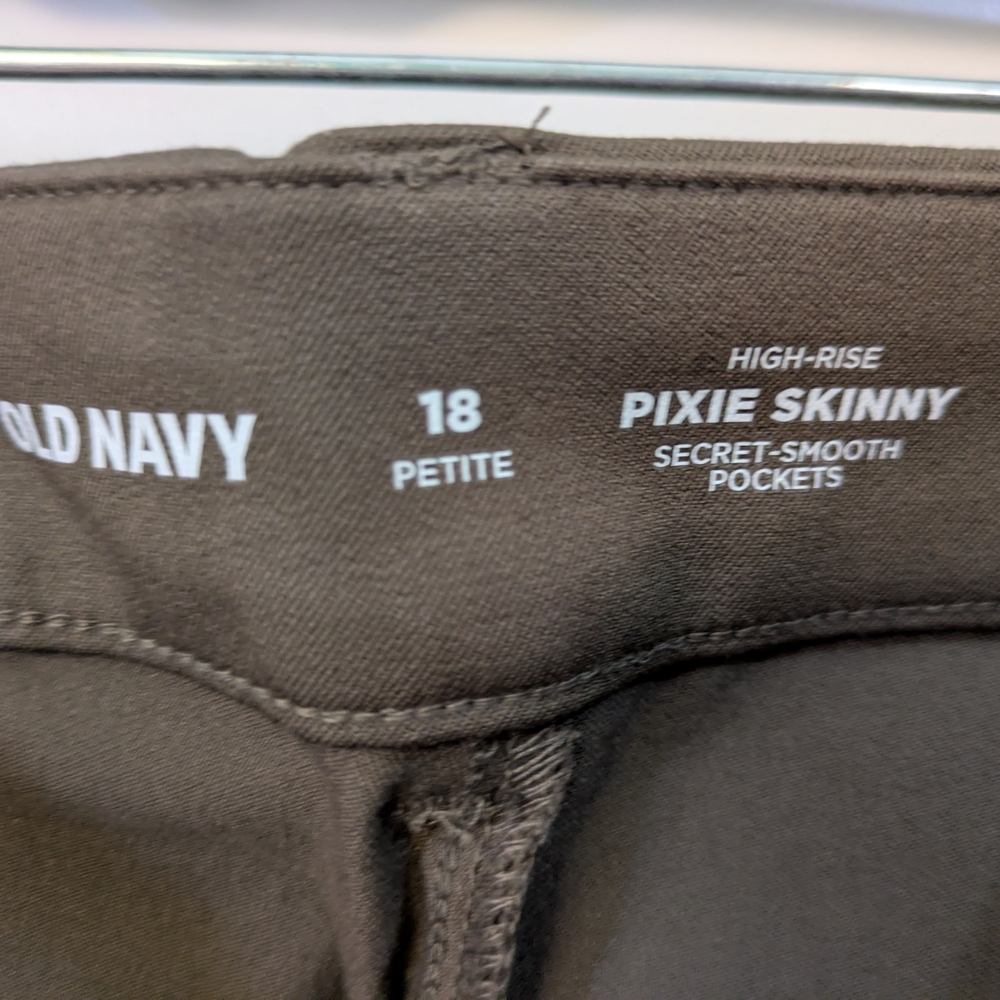 OLD NAVY
18
PETITE
HIGH-RISE
PIXIE SKINNY
SECRET-SMOOTH
POCKETS